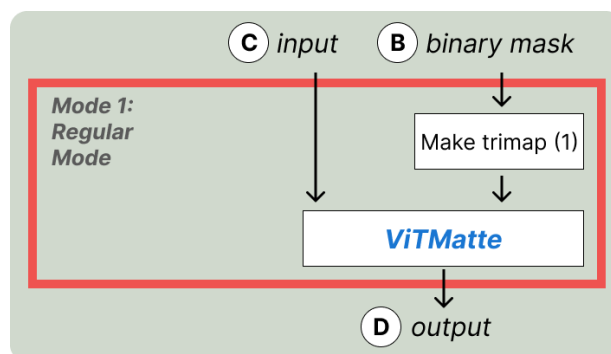 C input
B binary mask
Mode 1:
Regular
Mode
Make trimap (1)
ViTMatte
D output